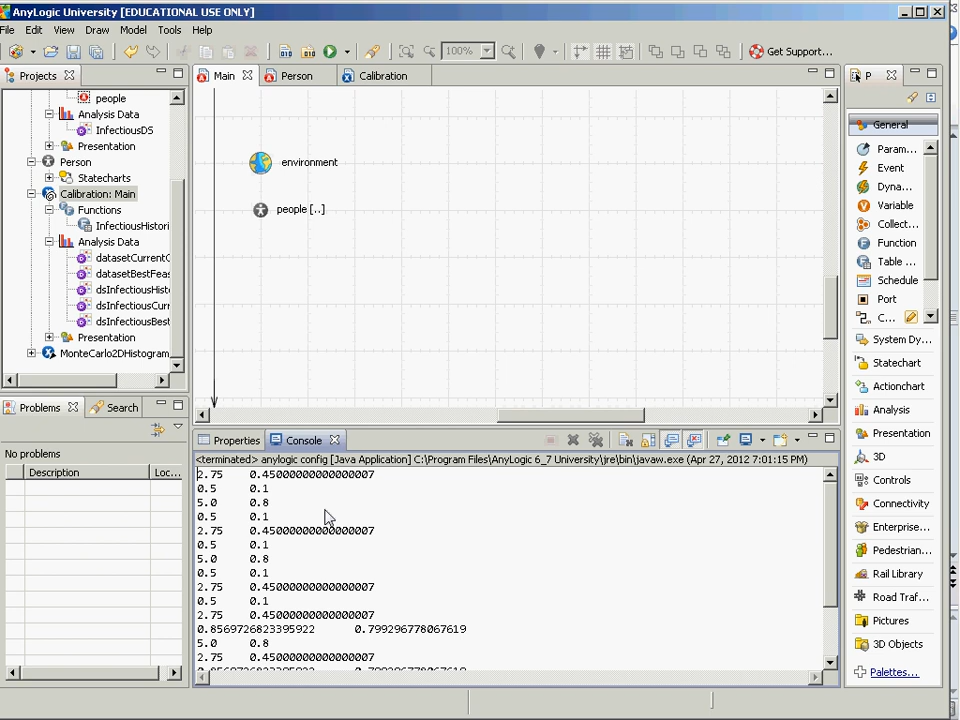 AnyLogic University [EDUCATIONAL USE ONLY]
File Edit View Draw Model Tools Help
100% Get Support...
Projects
people
Analysis Data
InfectiousDS
Presentation
Person
Statecharts
Calibration: Main
Functions
InfectiousHistori
Analysis Data
datasetCurrentC
datasetBestFeas
dsInfectiousHist
dsInfectiousCur
dsInfectiousBest
Presentation
MonteCarlo2DHistogram
Problems Search
No problems
Description Loc...
Main Person Calibration
environment
people [..]
Properties Console
<terminated> anylogic config [Java Application] C:\Program Files\AnyLogic 6_7 University\jre\bin\javaw.exe (Apr 27, 2012 7:01:15 PM)
2.75 0.45000000000000007
0.5 0.1
5.0 0.8
0.5 0.1
2.75 0.45000000000000007
0.5 0.1
5.0 0.8
0.5 0.1
2.75 0.45000000000000007
0.5 0.1
2.75 0.45000000000000007
0.8569726823395922 0.799296778067619
5.0 0.8
2.75 0.45000000000000007
0.8569726823395922 0.799296778067619
P
General
Param...
Event
Dyna...
Variable
Collect...
Function
Table ...
Schedule
Port
C...
System Dy...
Statechart
Actionchart
Analysis
Presentation
3D
Controls
Connectivity
Enterprise...
Pedestrian...
Rail Library
Road Traf...
Pictures
3D Objects
Palettes...